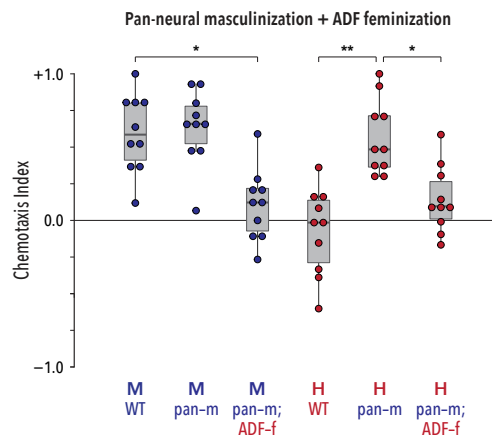 Pan-neural masculinization + ADF feminization
* ** *
+1.0
0.0
−1.0
Chemotaxis Index
M M M H H H
WT pan–m pan–m; WT pan–m pan–m;
ADF–f ADF–f